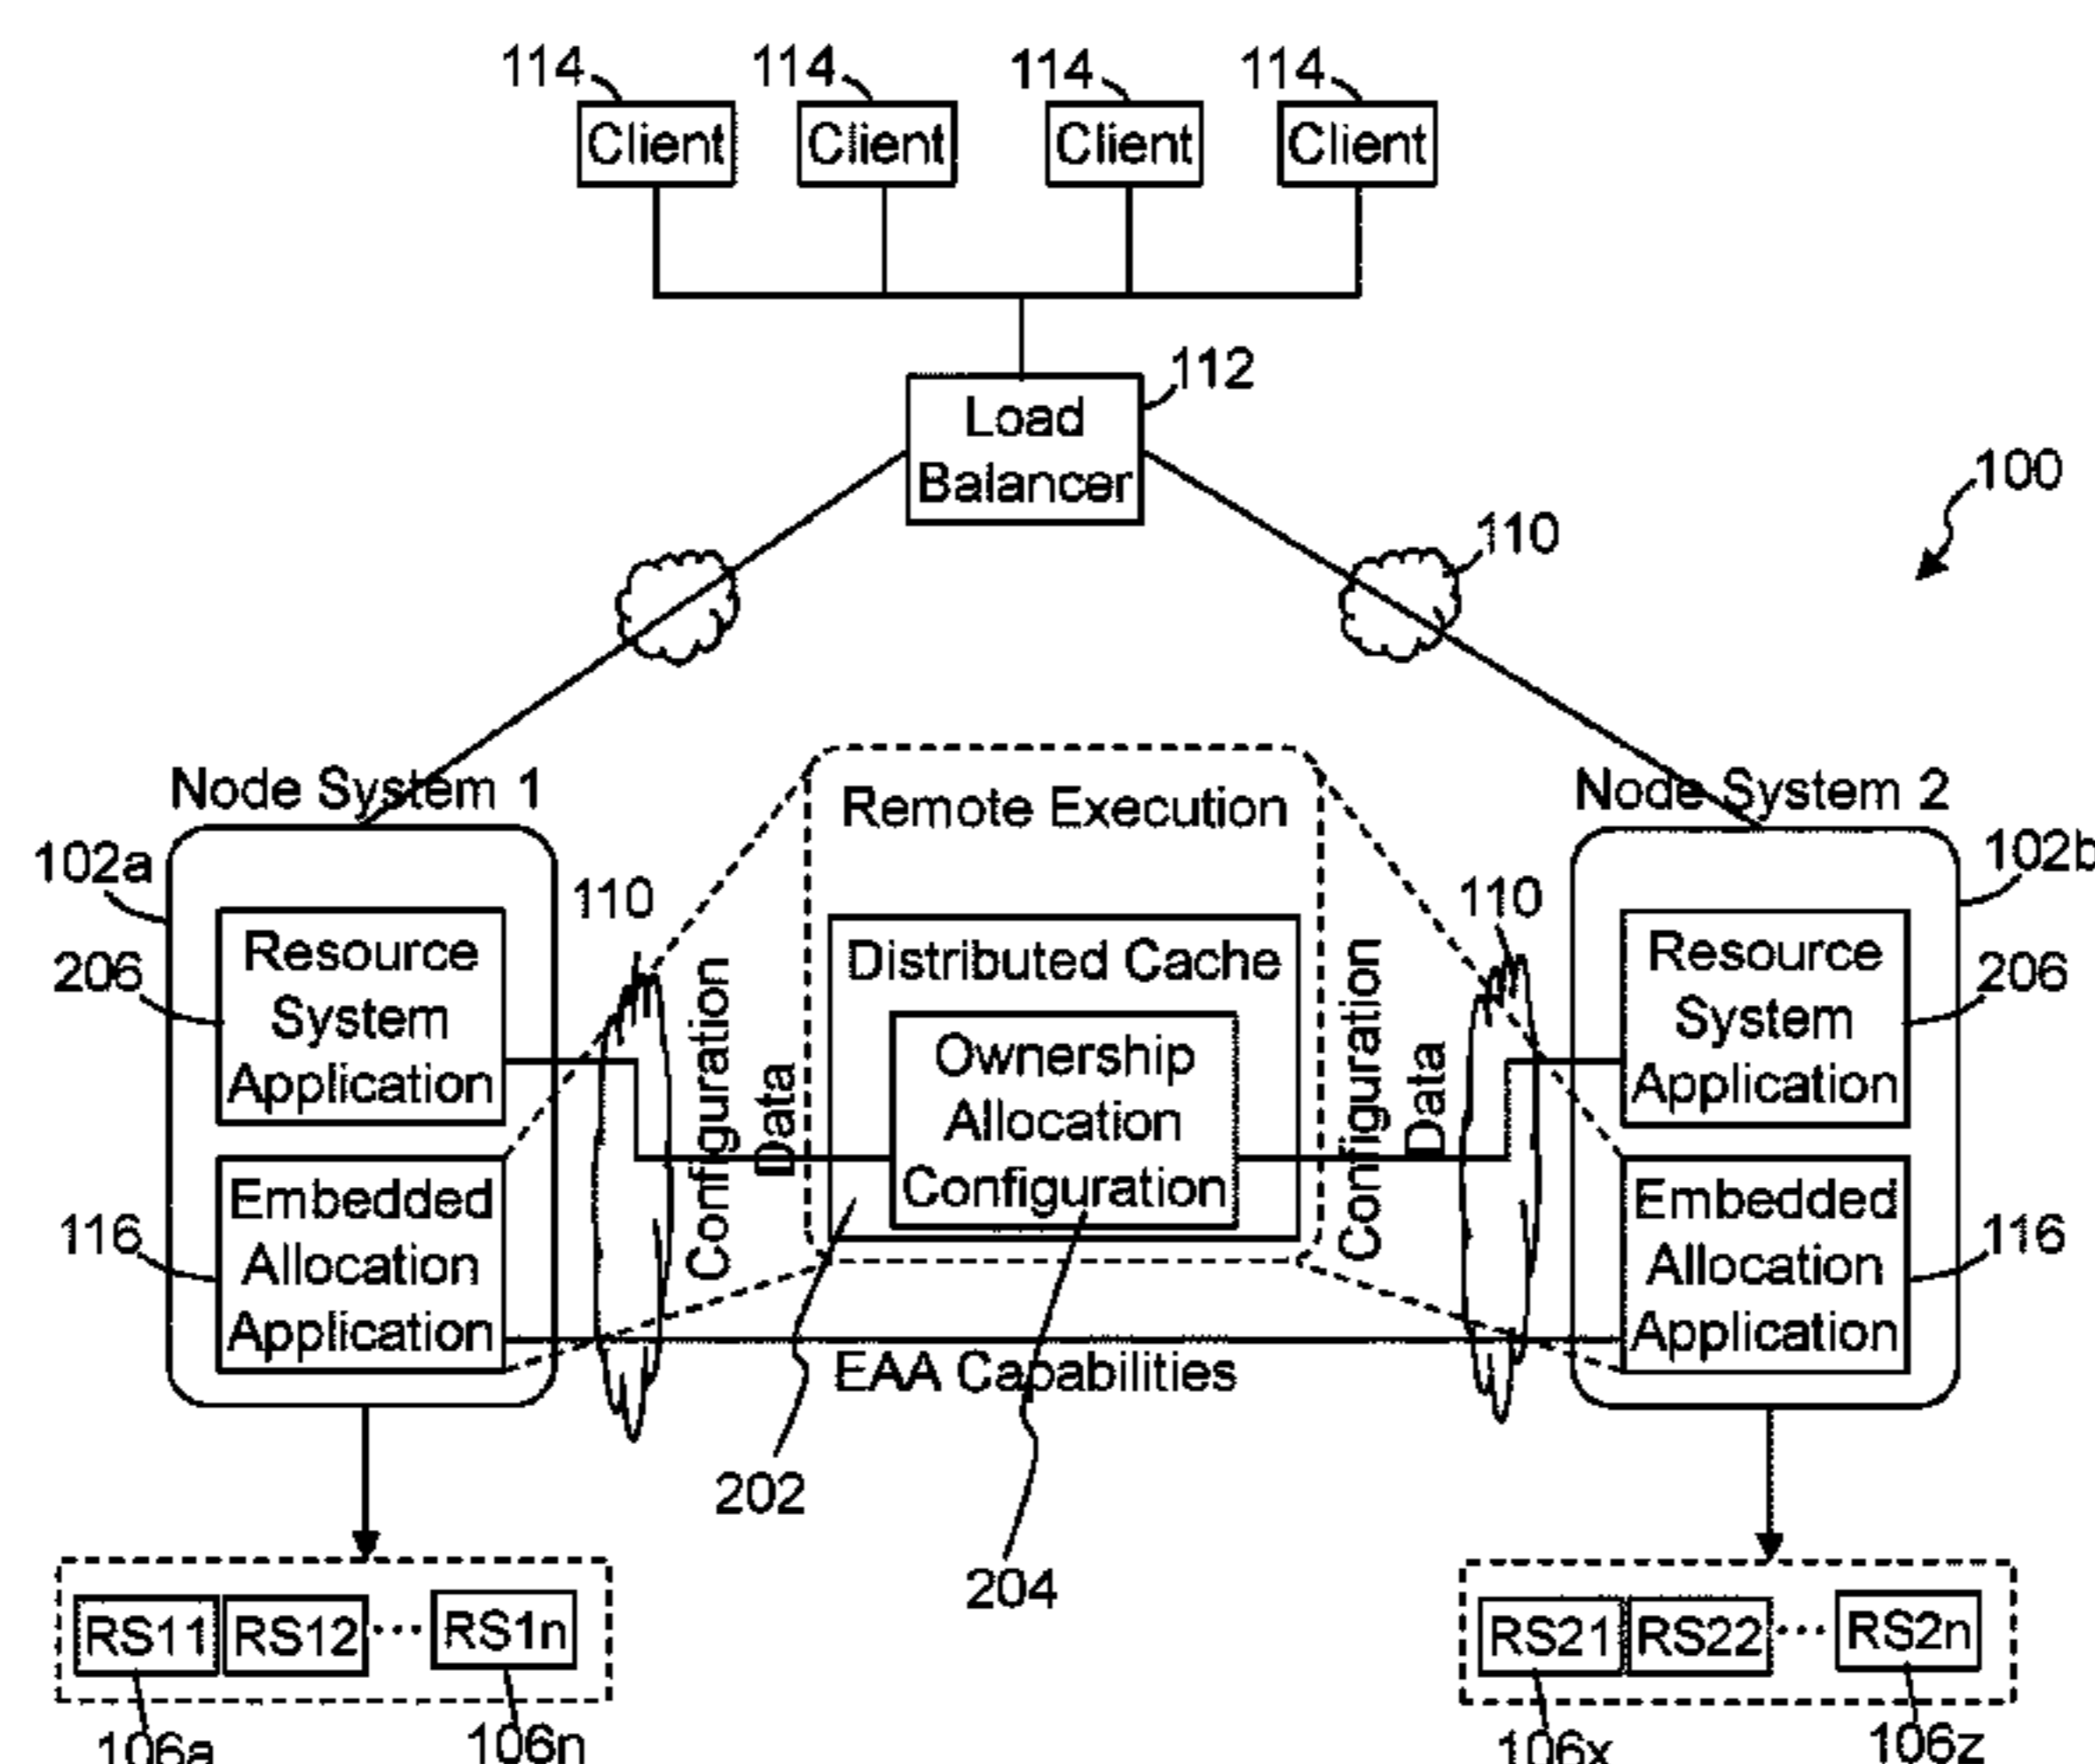 114 114 114 114
Client Client Client Client
112
Load
Balancer
100
110
Node System 1
Node System 2
Remote Execution
102a
102b
110
110
Resource
System
Application
206
Distributed Cache
Resource
System
Application
206
Configuration
Data
Ownership
Allocation
Configuration
Configuration
Data
Embedded
Allocation
Application
116
Embedded
Allocation
Application
116
EAA Capabilities
202
204
RS11 RS12 ... RS1n
RS21 RS22 ... RS2n
106a
106n
106x
106z